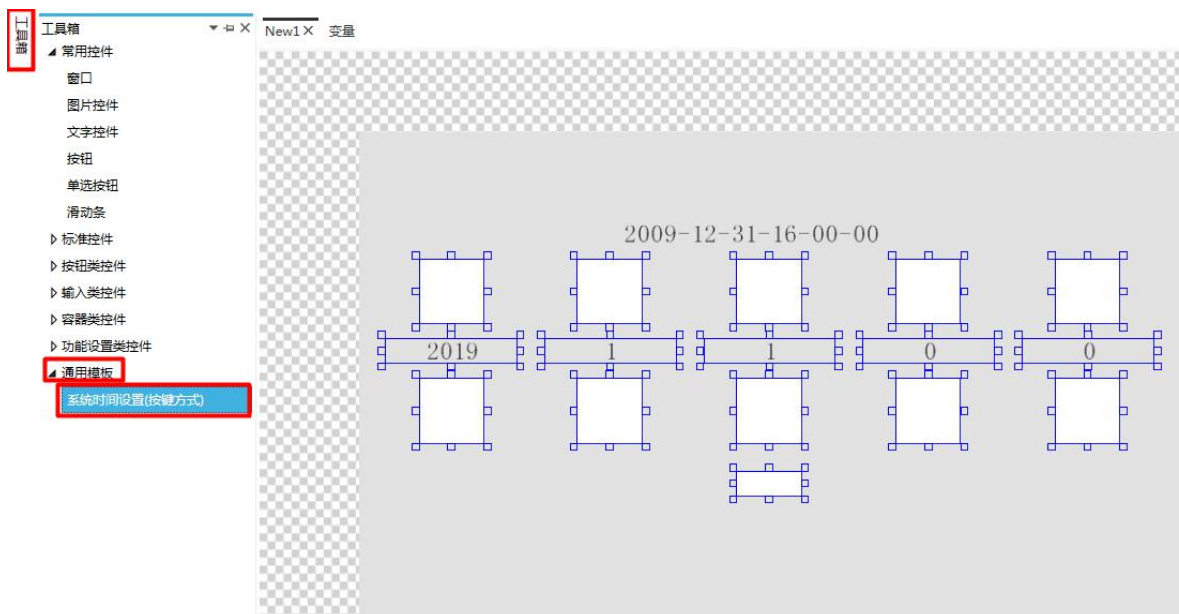 工具箱
工具箱
New1
变量
常用控件
窗口
图片控件
文字控件
按钮
单选按钮
滑动条
标准控件
按钮类控件
输入类控件
容器类控件
功能设置类控件
通用模板
系统时间设置(按键方式)
2009-12-31-16-00-00
2019 1 1 0 0